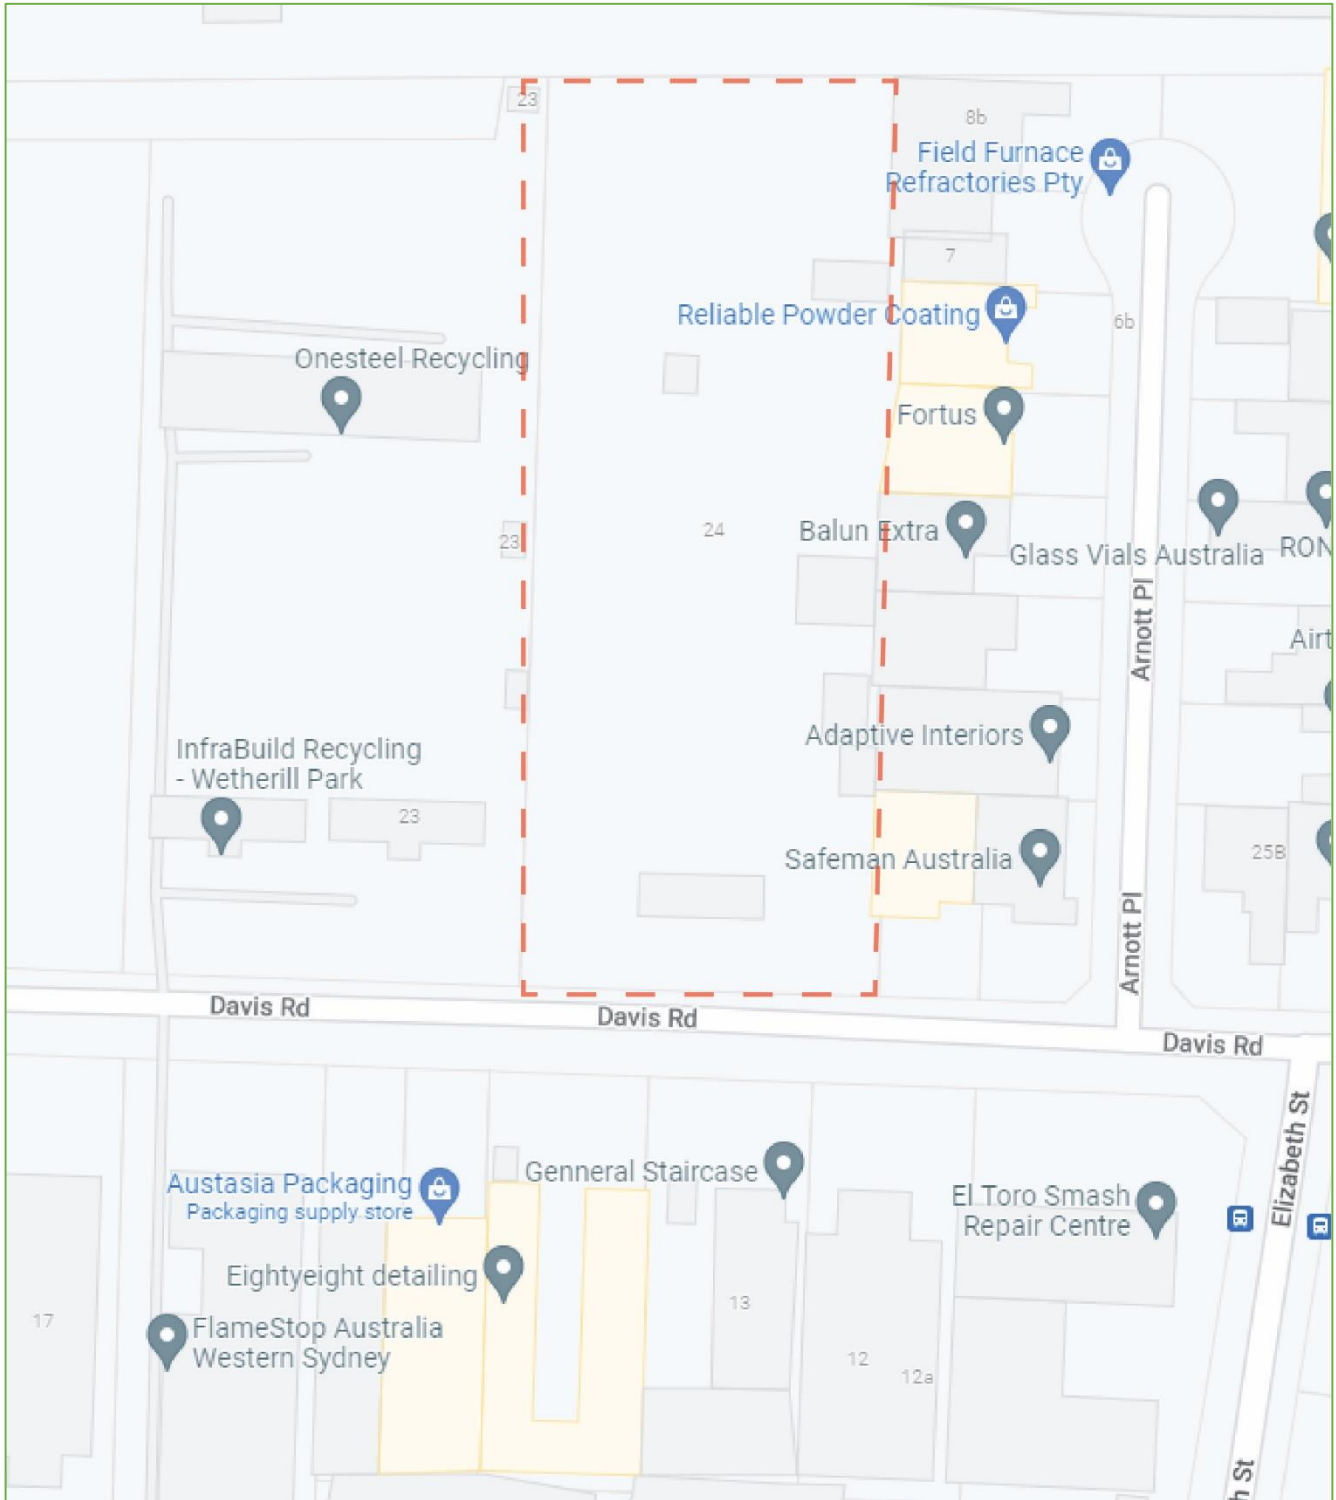 23
8b
Field Furnace
Refractories Pty
7
Reliable Powder Coating
6b
Onesteel Recycling
Fortus
24
Balun Extra
23
Glass Vials Australia
RON
Arnott Pl
Airt
Adaptive Interiors
InfraBuild Recycling
- Wetherill Park
23
Safeman Australia
25B
Arnott Pl
Davis Rd
Davis Rd
Davis Rd
Elizabeth St
Genneral Staircase
Austasia Packaging
Packaging supply store
El Toro Smash
Repair Centre
Eightyeight detailing
13
17
FlameStop Australia
Western Sydney
12
12a
h St